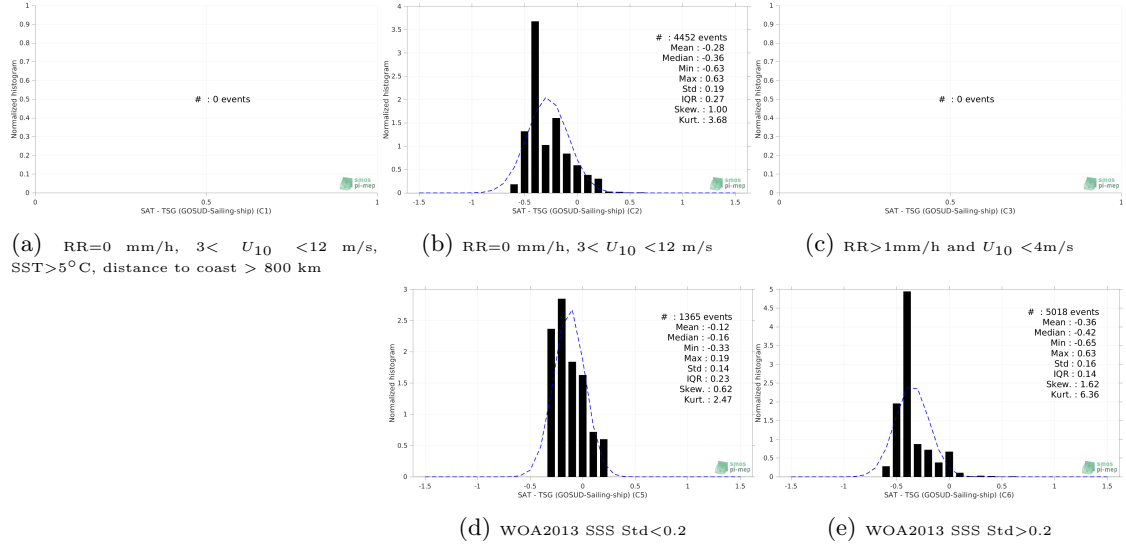 1
0.9
0.8
0.7
0.6
0.5
0.4
0.3
0.2
0.1
0
Normalized histogram
# : 0 events
0 0.5 1
SAT - TSG (GOSUD-Sailing-ship) (C1)
smos
pi-mep
(a) RR=0 mm/h, 3< U10 <12 m/s,
SST>5°C, distance to coast > 800 km
4
3.5
3
2.5
2
1.5
1
0.5
0
Normalized histogram
# : 4452 events
Mean : -0.28
Median : -0.36
Min : -0.63
Max : 0.63
Std : 0.19
IQR : 0.27
Skew. : 1.00
Kurt. : 3.68
-1.5 -1 -0.5 0 0.5 1 1.5
SAT - TSG (GOSUD-Sailing-ship) (C2)
smos
pi-mep
(b) RR=0 mm/h, 3< U10 <12 m/s
1
0.9
0.8
0.7
0.6
0.5
0.4
0.3
0.2
0.1
0
Normalized histogram
# : 0 events
0 0.5 1
SAT - TSG (GOSUD-Sailing-ship) (C3)
smos
pi-mep
(c) RR>1mm/h and U10 <4m/s
3
2.5
2
1.5
1
0.5
0
Normalized histogram
# : 1365 events
Mean : -0.12
Median : -0.16
Min : -0.33
Max : 0.19
Std : 0.14
IQR : 0.23
Skew. : 0.62
Kurt. : 2.47
-1.5 -1 -0.5 0 0.5 1 1.5
SAT - TSG (GOSUD-Sailing-ship) (C5)
smos
pi-mep
(d) WOA2013 SSS Std<0.2
5
4.5
4
3.5
3
2.5
2
1.5
1
0.5
0
Normalized histogram
# : 5018 events
Mean : -0.36
Median : -0.42
Min : -0.65
Max : 0.63
Std : 0.16
IQR : 0.14
Skew. : 1.62
Kurt. : 6.36
-1.5 -1 -0.5 0 0.5 1 1.5
SAT - TSG (GOSUD-Sailing-ship) (C6)
smos
pi-mep
(e) WOA2013 SSS Std>0.2